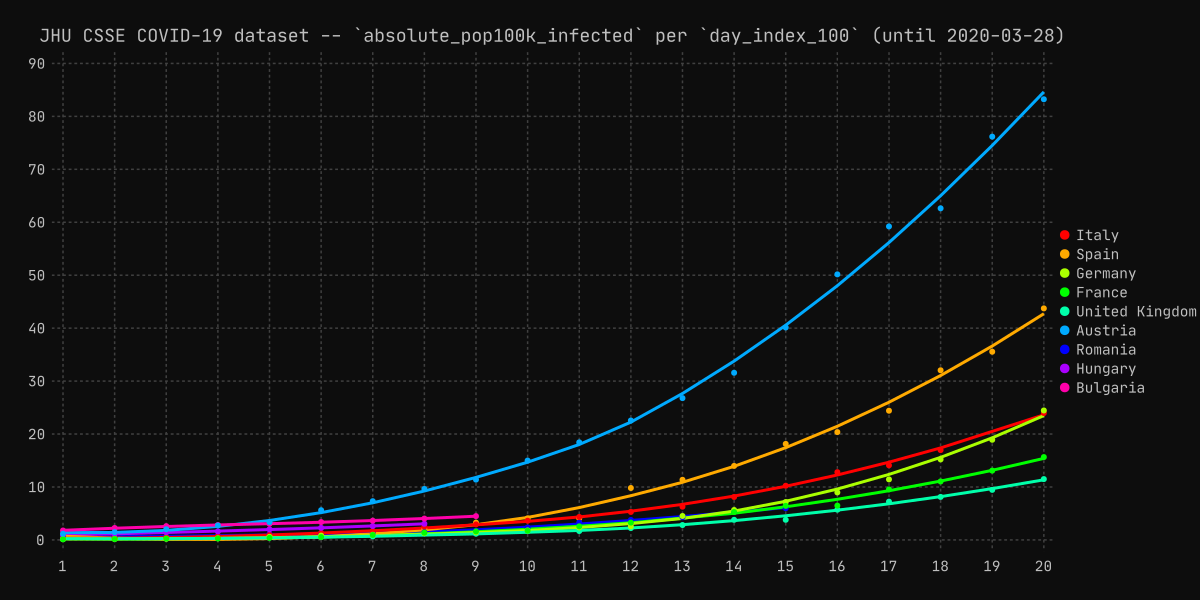 JHU CSSE COVID-19 dataset -- `absolute_pop100k_infected` per `day_index_100` (until 2020-03-28)
90
80
70
60
50
40
30
20
10
0
1 2 3 4 5 6 7 8 9 10 11 12 13 14 15 16 17 18 19 20
Italy
Spain
Germany
France
United Kingdom
Austria
Romania
Hungary
Bulgaria